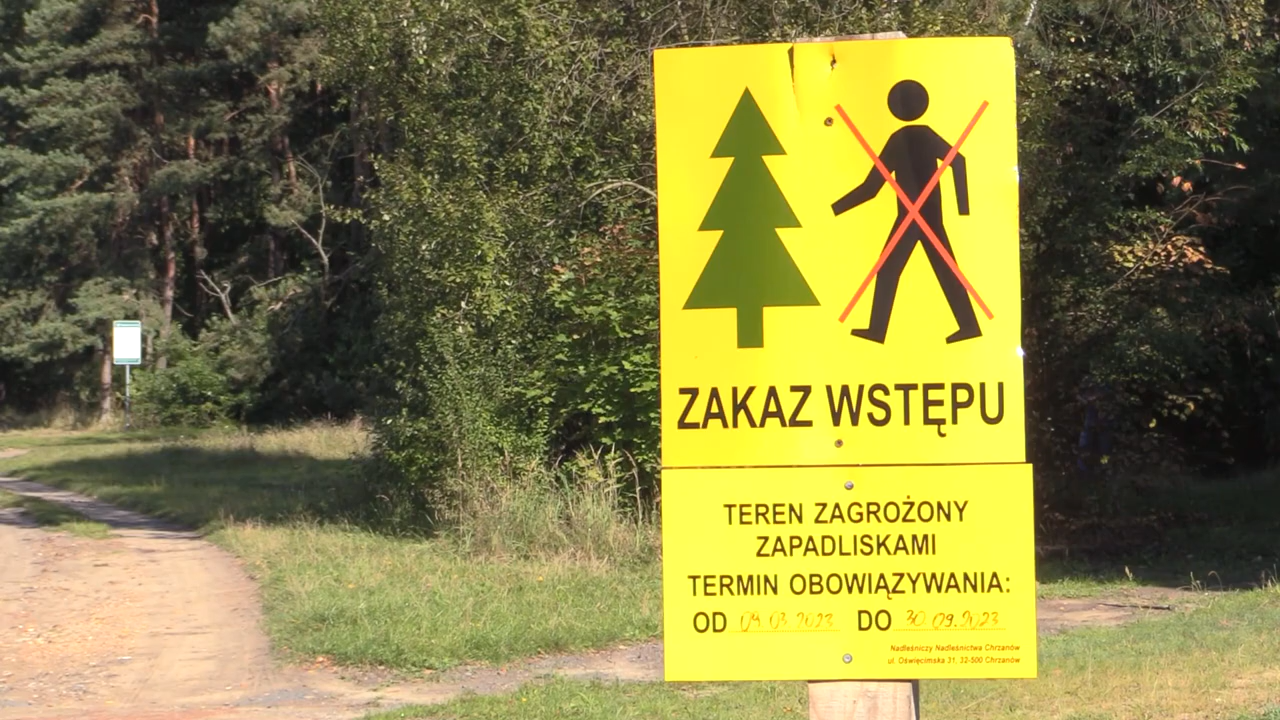 ZAKAZ WSTĘPU
TEREN ZAGROŻONY
ZAPADLISKAMI
TERMIN OBOWIĄZYWANIA:
OD 09.03.2023 DO 30.09.2023
Nadleśniczy Nadleśnictwa Chrzanów
ul. Oświęcimska 31, 32-500 Chrzanów